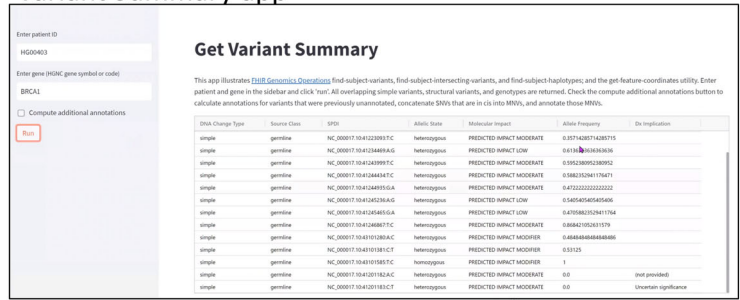 Enter patient ID
HG00403
Enter gene (HGNC gene symbol or code)
BRCA1
Compute additional annotations
Run
Get Variant Summary
This app illustrates FHIR Genomics Operations find-subject-variants, find-subject-intersecting-variants, and find-subject-haplotypes; and the get-feature-coordinates utility. Enter
patient and gene in the sidebar and click 'run'. All overlapping simple variants, structural variants, and genotypes are returned. Check the compute additional annotations button to
calculate annotations for variants that were previously unannotated, concatenate SNVs that are in cis into MNVs, and annotate those MNVs.
DNA Change Type Source Class SPDI Allelic State Molecular Impact Allele Frequency Dx Implication
simple germline NC_000017.10:41223093:T:C heterozygous PREDICTED IMPACT MODERATE 0.35714285714285715
simple germline NC_000017.10:41234469:A:G heterozygous PREDICTED IMPACT LOW
simple germline NC_000017.10:41243999:T:C heterozygous PREDICTED IMPACT MODERATE 0.5952380952380952
simple germline NC_000017.10:41244434:T:C heterozygous PREDICTED IMPACT MODERATE 0.5882352941176471
simple germline NC_000017.10:41244935:G:A heterozygous PREDICTED IMPACT MODERATE 0.4722222222222222
simple germline NC_000017.10:41245236:A:G heterozygous PREDICTED IMPACT LOW 0.5405405405405406
simple germline NC_000017.10:41245465:G:A heterozygous PREDICTED IMPACT LOW 0.47058823529411764
simple germline NC_000017.10:41246867:T:C heterozygous PREDICTED IMPACT MODERATE 0.868421052631579
simple germline NC_000017.10:43101280:A:C heterozygous PREDICTED IMPACT MODIFIER 0.48484848484848486
simple germline NC_000017.10:43101381:C:T heterozygous PREDICTED IMPACT MODIFIER 0.53125
simple germline NC_000017.10:43101585:T:C homozygous PREDICTED IMPACT MODIFIER 1
simple germline NC_000017.10:41201182:A:C heterozygous PREDICTED IMPACT MODERATE 0.0 (not provided)
simple germline NC_000017.10:41201183:C:T heterozygous PREDICTED IMPACT MODERATE 0.0 Uncertain significance